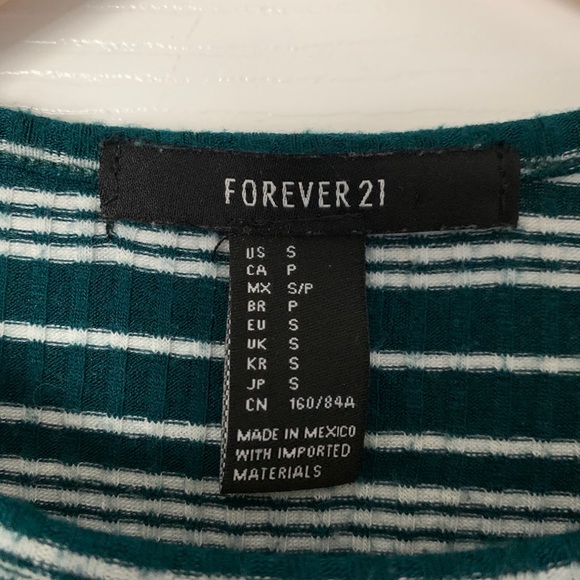 FOREVER 21
US S
CA P
MX S/P
BR P
EU S
UK S
KR S
JP S
CN 160/84A
MADE IN MEXICO
WITH IMPORTED
MATERIALS